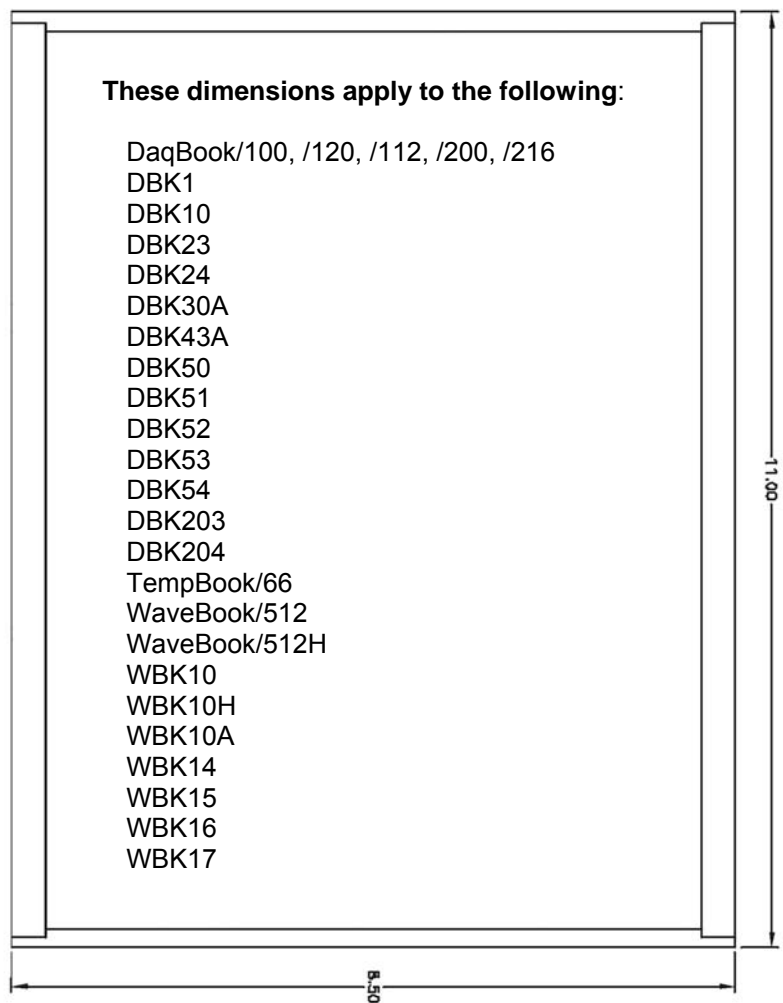 These dimensions apply to the following:
DaqBook/100, /120, /112, /200, /216
DBK1
DBK10
DBK23
DBK24
DBK30A
DBK43A
DBK50
DBK51
DBK52
DBK53
DBK54
DBK203
DBK204
TempBook/66
WaveBook/512
WaveBook/512H
WBK10
WBK10H
WBK10A
WBK14
WBK15
WBK16
WBK17
11.00
8.50